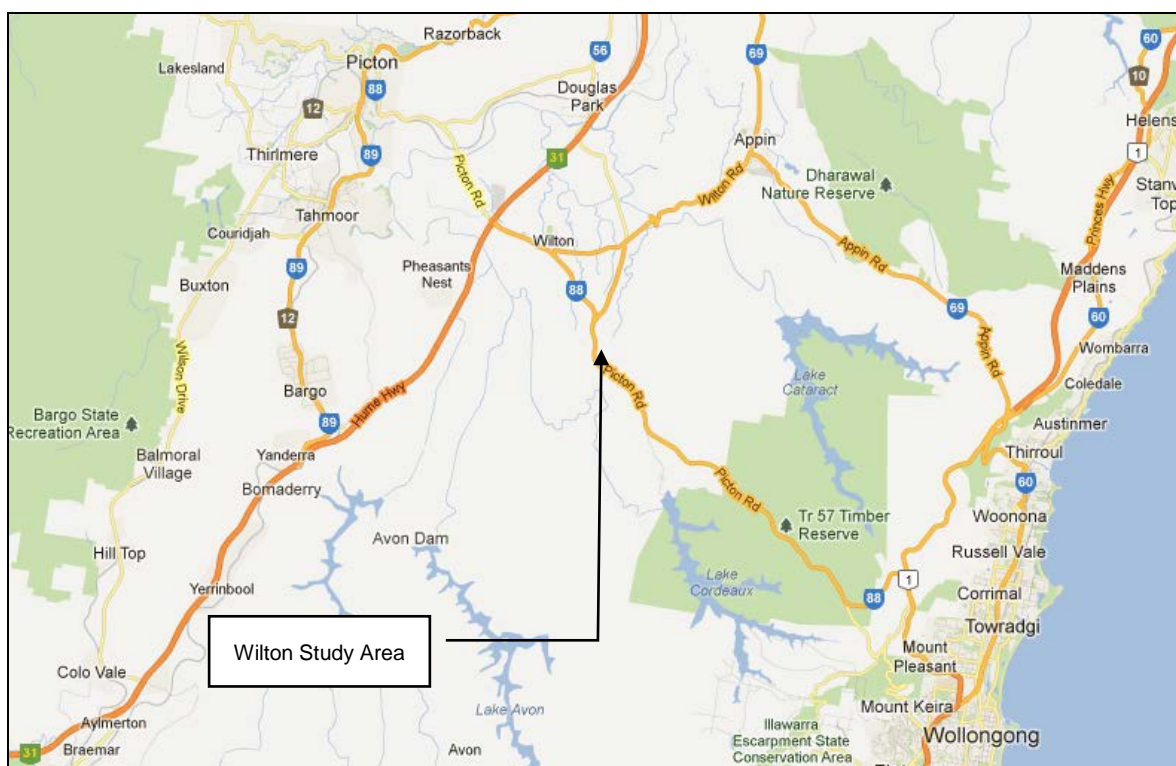 Razorback
60
Lakesland
Picton
56
69
10
88
Douglas
Park
12
Helens
Appin
1
Thirlmere
31
89
Picton Rd
Wilton Rd
Dharawal
Nature Reserve
Stanw
Top
Tahmoor
Princes Hwy
Couridjah
Wilton
Appin Rd
89
Pheasants
Nest
Maddens
Plains
Buxton
88
69
60
12
Appin Rd
Wilson Drive
Wombarra
Picton Rd
Lake
Cataract
Coledale
Bargo
Hume Hwy
Bargo State
Recreation Area
89
Austinmer
Balmoral
Village
Yanderra
Thirroul
Bomaderry
Picton Rd
60
Tr 57 Timber
Reserve
Woonona
Avon Dam
Hill Top
Russell Vale
Lake
Cordeaux
1
Yerrinbool
88
Corrimal
Towradgi
Wilton Study Area
Mount
Pleasant
Colo Vale
Lake Avon
Mount Keira
Aylmerton
Illawarra
Escarpment State
Conservation Area
31
Braemar
Avon
Wollongong